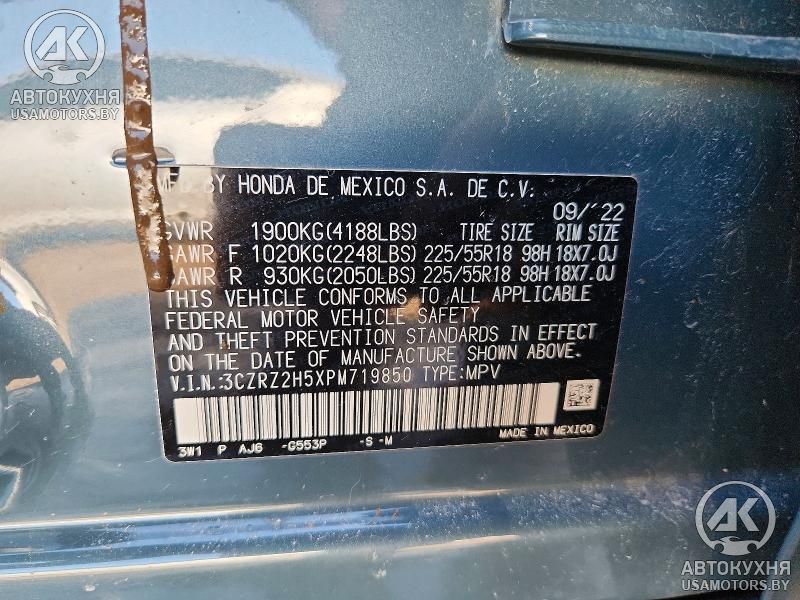 AK
АВТОКУХНЯ
USAMOTORS.BY
BY HONDA DE MEXICO S.A. DE C.V.
09/'22
GVWR 1900KG(4188LBS) TIRE SIZE RIM SIZE
GAWR F 1020KG(2248LBS) 225/55R18 98H 18X7.0J
GAWR R 930KG(2050LBS) 225/55R18 98H 18X7.0J
THIS VEHICLE CONFORMS TO ALL APPLICABLE
FEDERAL MOTOR VEHICLE SAFETY
AND THEFT PREVENTION STANDARDS IN EFFECT
ON THE DATE OF MANUFACTURE SHOWN ABOVE.
V.I.N.:3CZRZ2H5XPM719850 TYPE:MPV
3W1 P AJ6 -G553P -S -M MADE IN MEXICO
AK
АВТОКУХНЯ
USAMOTORS.BY